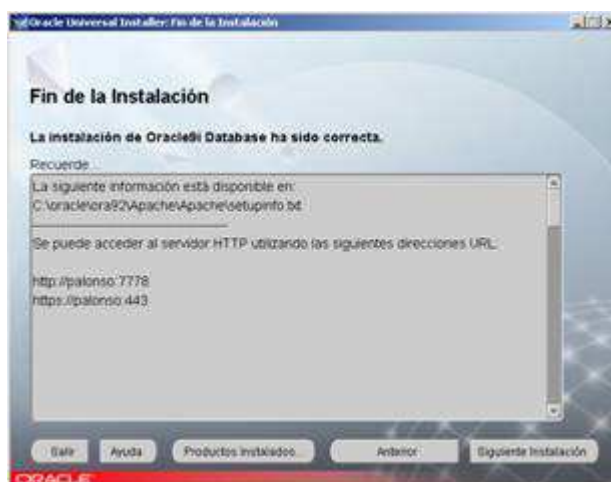 Oracle Universal Installer: Fin de la Instalación
Fin de la Instalación
La instalación de Oracle9i Database ha sido correcta.
Recuerde...
La siguiente información está disponible en:
C:\oracle\ora92\Apache\Apache\setupinfo.txt
Se puede acceder al servidor HTTP utilizando las siguientes direcciones URL:
http://palonso:7778
https://palonso:443
Salir Ayuda Productos Instalados... Anterior Siguiente Instalación
ORACLE